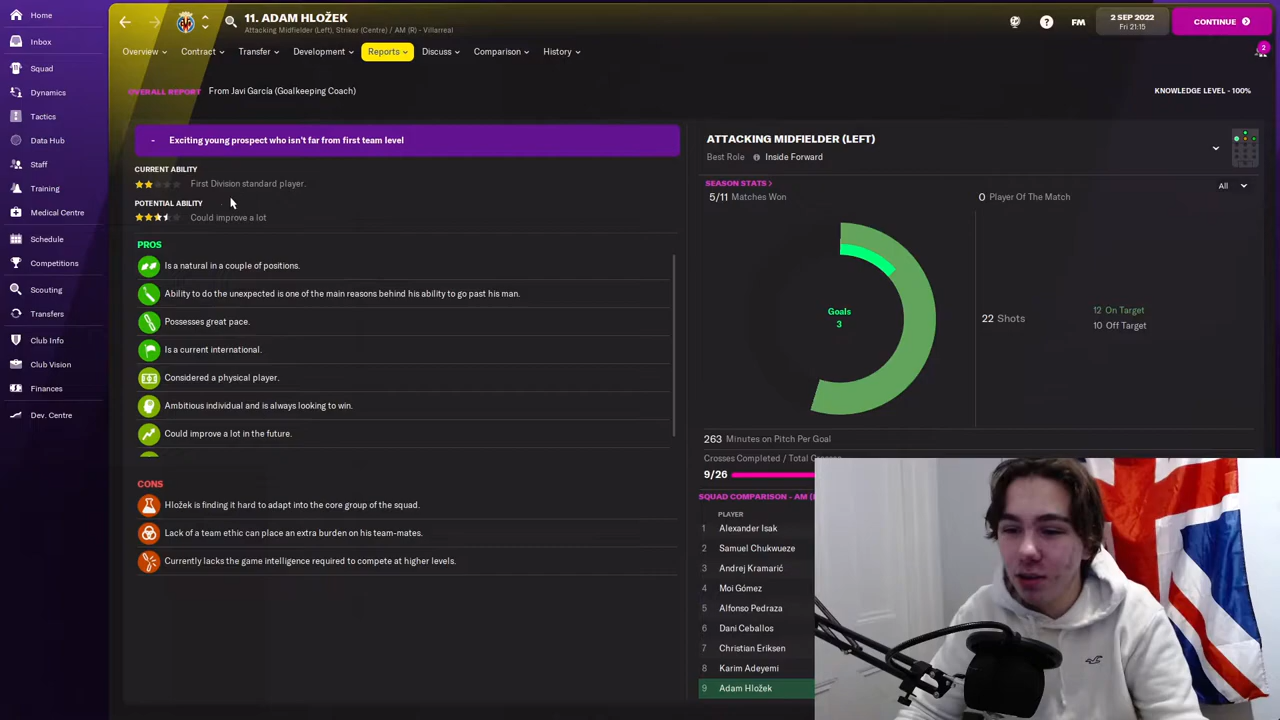 Home
Inbox
Squad
Dynamics
Tactics
Data Hub
Staff
Training
Medical Centre
Schedule
Competitions
Scouting
Transfers
Club Info
Club Vision
Finances
Dev. Centre
11. ADAM HLOŽEK
Attacking Midfielder (Left), Striker (Centre) / AM (R) - Villarreal
FM
2 SEP 2022
Fri 21:15
CONTINUE
2
Overview
Contract
Transfer
Development
Reports
Discuss
Comparison
History
OVERALL REPORT From Javi García (Goalkeeping Coach)
KNOWLEDGE LEVEL - 100%
- Exciting young prospect who isn't far from first team level
CURRENT ABILITY
First Division standard player.
POTENTIAL ABILITY
Could improve a lot
PROS
Is a natural in a couple of positions.
Ability to do the unexpected is one of the main reasons behind his ability to go past his man.
Possesses great pace.
Is a current international.
Considered a physical player.
Ambitious individual and is always looking to win.
Could improve a lot in the future.
CONS
Hložek is finding it hard to adapt into the core group of the squad.
Lack of a team ethic can place an extra burden on his team-mates.
Currently lacks the game intelligence required to compete at higher levels.
ATTACKING MIDFIELDER (LEFT)
Best Role Inside Forward
SEASON STATS
All
5/11 Matches Won
0 Player Of The Match
Goals
3
22 Shots
12 On Target
10 Off Target
263 Minutes on Pitch Per Goal
Crosses Completed / Total
9/26
SQUAD COMPARISON - AM
PLAYER
1 Alexander Isak
2 Samuel Chukwueze
3 Andrej Kramarić
4 Moi Gómez
5 Alfonso Pedraza
6 Dani Ceballos
7 Christian Eriksen
8 Karim Adeyemi
9 Adam Hložek